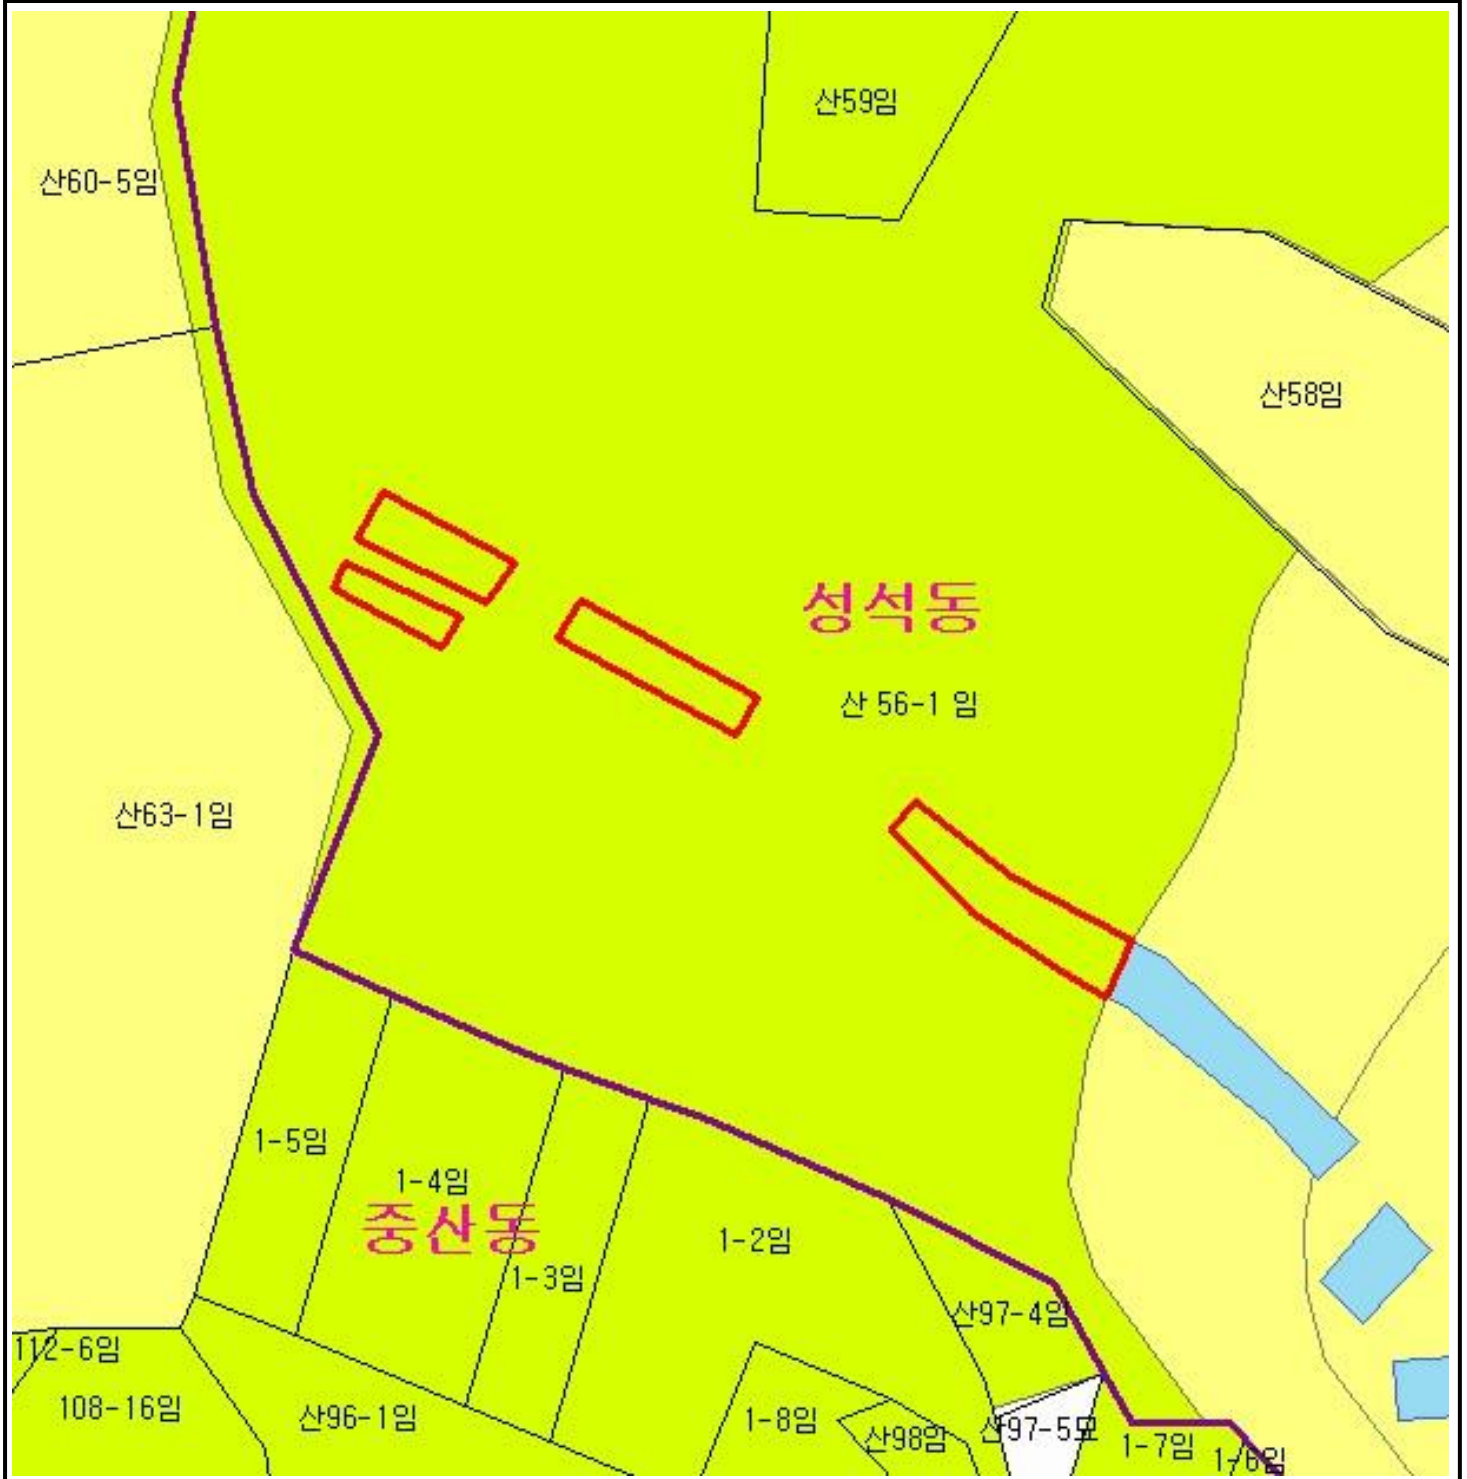 산59임
산60-5임
산58임
성석동
산 56-1 임
산63-1임
1-5임
1-4임
중산동
1-2임
1-3임
산97-4임
112-6임
108-16임
산96-1임
1-8임
산98임
산97-5묘
1-7임
1-6임